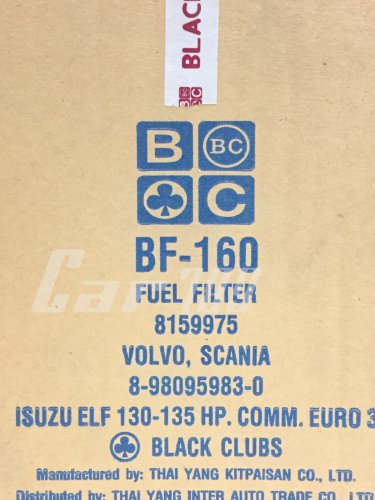 BLACK
BC
B BC
C
BF-160
FUEL FILTER
8159975
VOLVO, SCANIA
8-98095983-0
ISUZU ELF 130-135 HP. COMM. EURO 3
BLACK CLUBS
Manufactured by: THAI YANG KITPAISAN CO., LTD.
Distributed by: THAI YANG INTER AUTO TRADE CO., LTD.